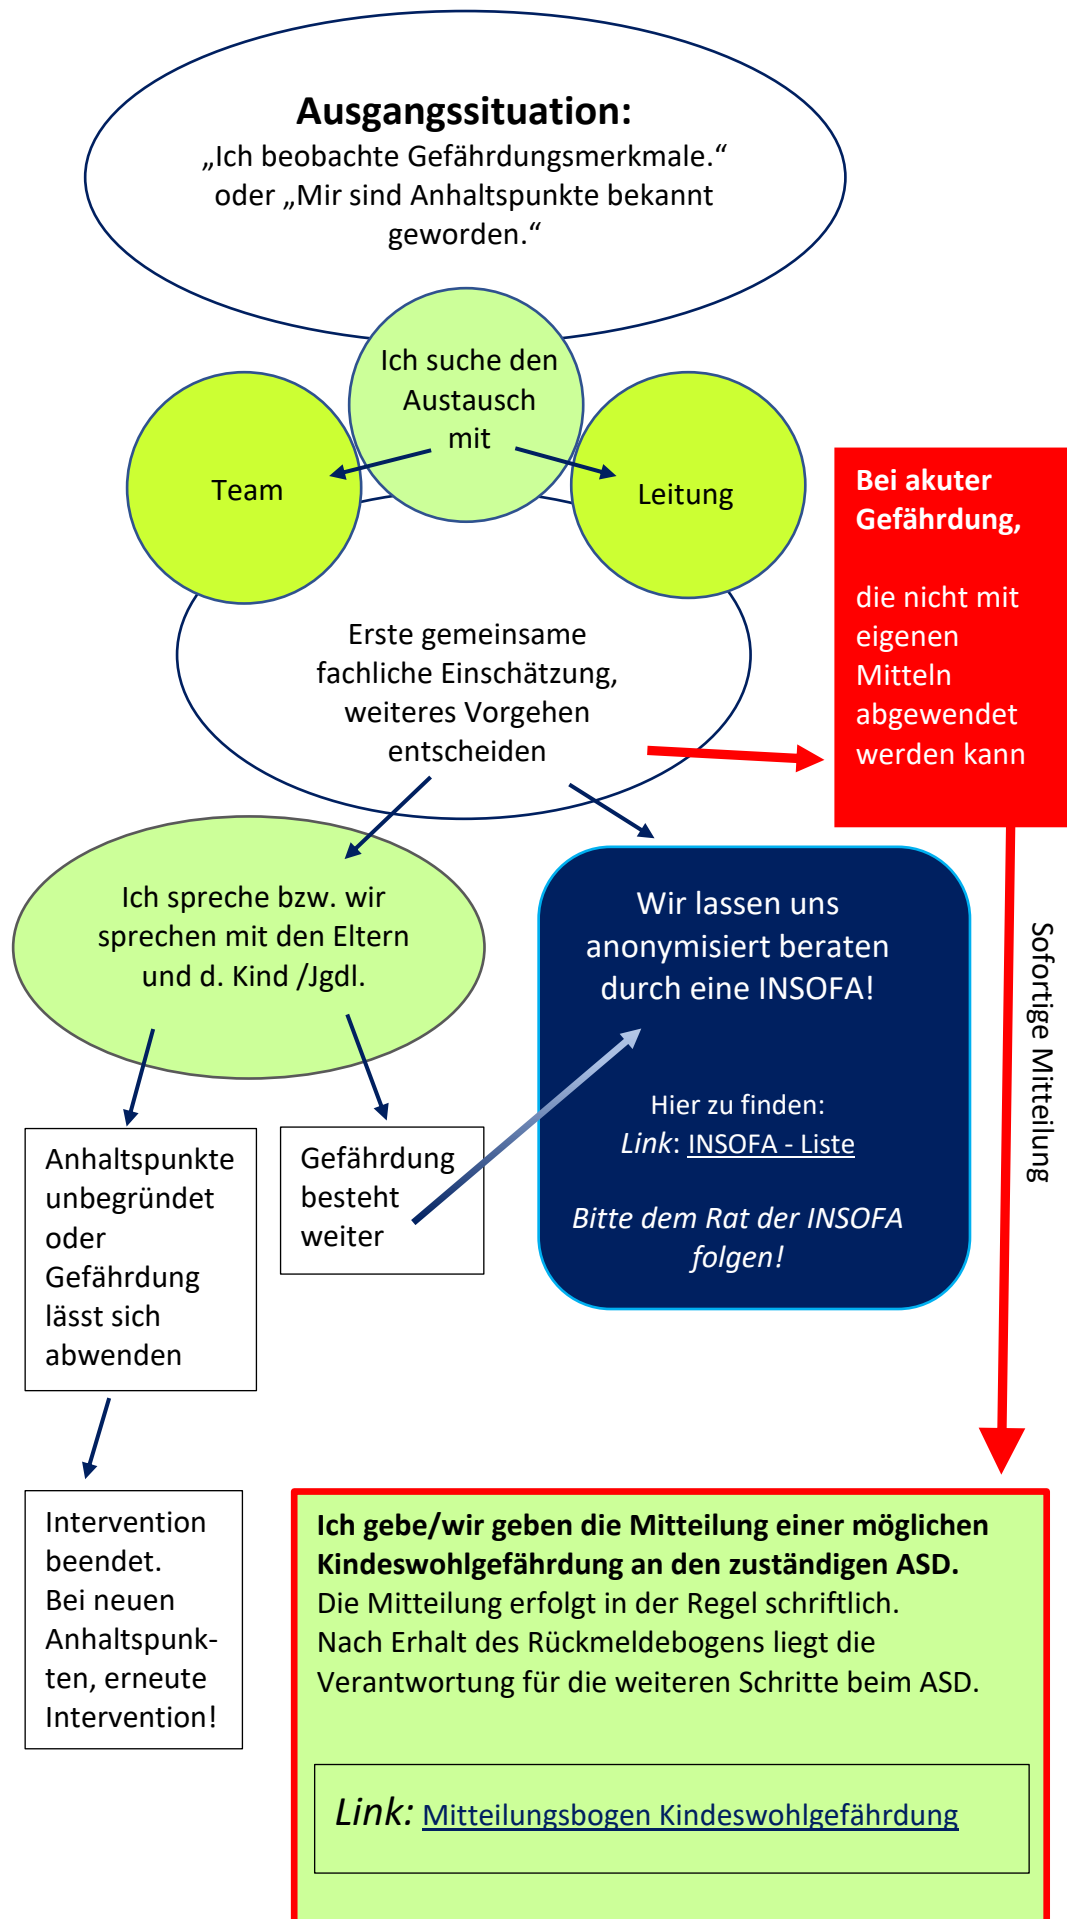 Ausgangssituation:
„Ich beobachte Gefährdungsmerkmale.“
oder „Mir sind Anhaltspunkte bekannt
geworden.“
Ich suche den
Austausch
mit
Team
Leitung
Bei akuter
Gefährdung,
die nicht mit
eigenen
Mitteln
abgewendet
werden kann
Erste gemeinsame
fachliche Einschätzung,
weiteres Vorgehen
entscheiden
Ich spreche bzw. wir
sprechen mit den Eltern
und d. Kind /Jgdl.
Wir lassen uns
anonymisiert beraten
durch eine INSOFA!
Hier zu finden:
Link: INSOFA - Liste
Bitte dem Rat der INSOFA
folgen!
Sofortige Mitteilung
Anhaltspunkte
unbegründet
oder
Gefährdung
lässt sich
abwenden
Gefährdung
besteht
weiter
Intervention
beendet.
Bei neuen
Anhaltspunk-
ten, erneute
Intervention!
Ich gebe/wir geben die Mitteilung einer möglichen
Kindeswohlgefährdung an den zuständigen ASD.
Die Mitteilung erfolgt in der Regel schriftlich.
Nach Erhalt des Rückmeldebogens liegt die
Verantwortung für die weiteren Schritte beim ASD.
Link: Mitteilungsbogen Kindeswohlgefährdung